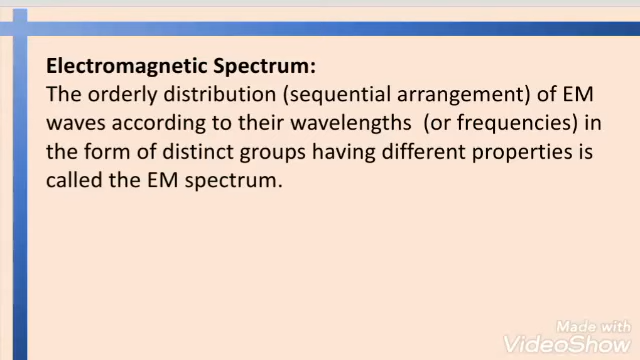 Electromagnetic Spectrum:
The orderly distribution (sequential arrangement) of EM
waves according to their wavelengths (or frequencies) in
the form of distinct groups having different properties is
called the EM spectrum.
Made with
VideoShow